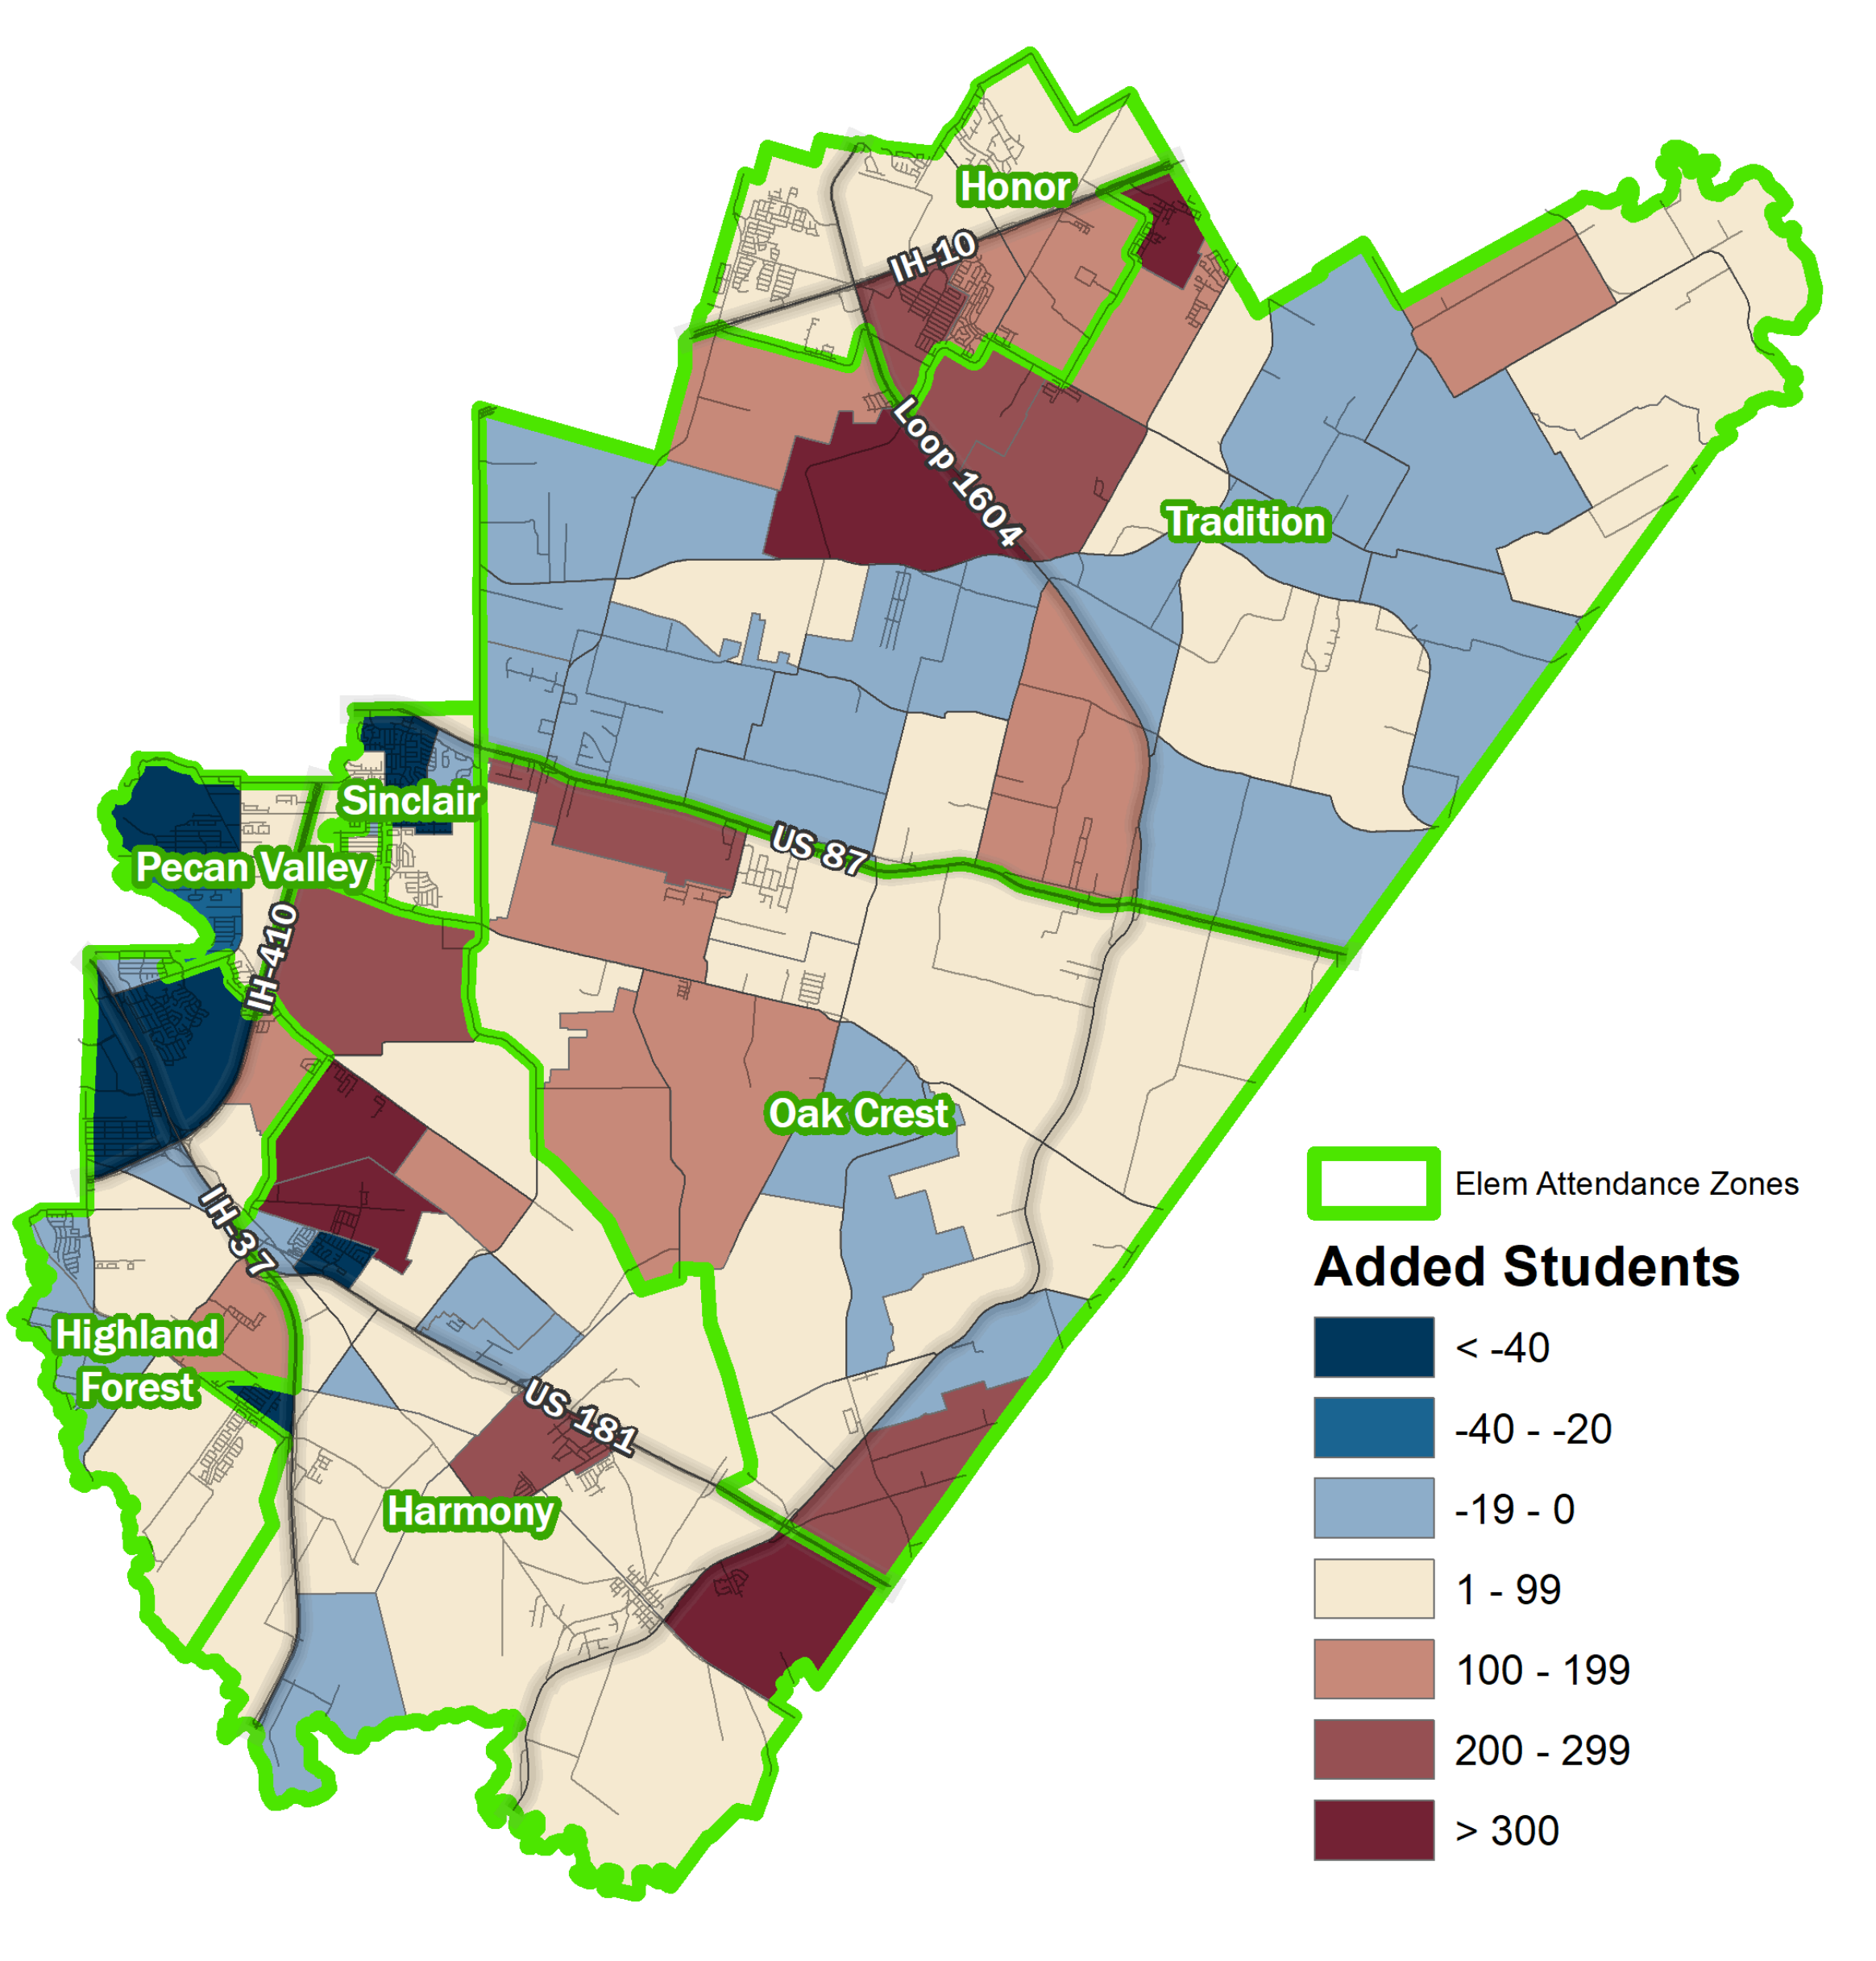 Honor
IH-10
Loop 1604
Tradition
Sinclair
US 87
Pecan Valley
IH-410
Oak Crest
IH-37
Highland
Forest
US 181
Harmony
Elem Attendance Zones
Added Students
< -40
-40 - -20
-19 - 0
1 - 99
100 - 199
200 - 299
> 300